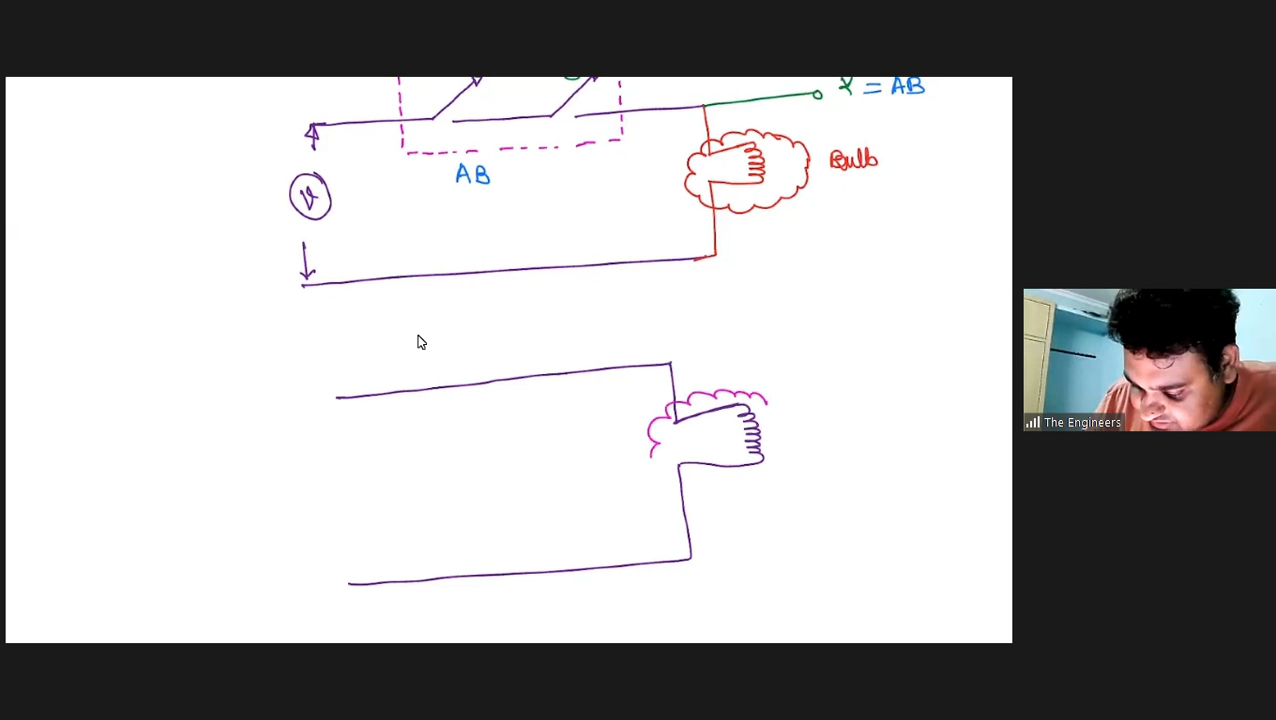 Y = AB
Bulb
AB
V
The Engineers